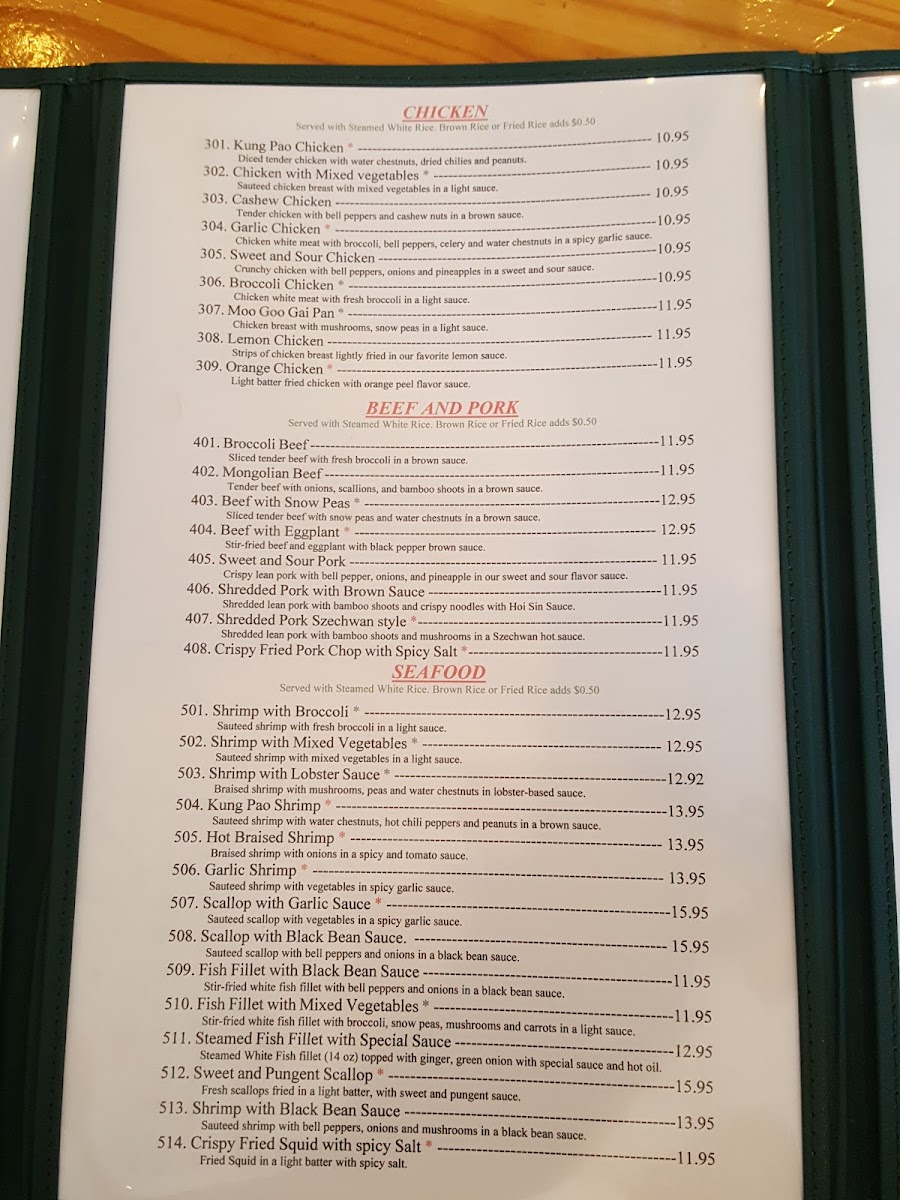 CHICKEN
Served with Steamed White Rice. Brown Rice or Fried Rice adds $0.50
301. Kung Pao Chicken * ---------- 10.95
Diced tender chicken with water chestnuts, dried chilies and peanuts.
302. Chicken with Mixed vegetables * ---------- 10.95
Sauteed chicken breast with mixed vegetables in a light sauce.
303. Cashew Chicken ---------- 10.95
Tender chicken with bell peppers and cashew nuts in a brown sauce.
304. Garlic Chicken * ----------10.95
Chicken white meat with broccoli, bell peppers, celery and water chestnuts in a spicy garlic sauce.
305. Sweet and Sour Chicken ----------10.95
Crunchy chicken with bell peppers, onions and pineapples in a sweet and sour sauce.
306. Broccoli Chicken * ----------10.95
Chicken white meat with fresh broccoli in a light sauce.
307. Moo Goo Gai Pan * ----------11.95
Chicken breast with mushrooms, snow peas in a light sauce.
308. Lemon Chicken ---------- 11.95
Strips of chicken breast lightly fried in our favorite lemon sauce.
309. Orange Chicken * ----------11.95
Light batter fried chicken with orange peel flavor sauce.
BEEF AND PORK
Served with Steamed White Rice. Brown Rice or Fried Rice adds $0.50
401. Broccoli Beef----------11.95
Sliced tender beef with fresh broccoli in a brown sauce.
402. Mongolian Beef----------11.95
Tender beef with onions, scallions, and bamboo shoots in a brown sauce.
403. Beef with Snow Peas * ----------12.95
Sliced tender beef with snow peas and water chestnuts in a brown sauce.
404. Beef with Eggplant * ---------- 12.95
Stir-fried beef and eggplant with black pepper brown sauce.
405. Sweet and Sour Pork ---------- 11.95
Crispy lean pork with bell pepper, onions, and pineapple in our sweet and sour flavor sauce.
406. Shredded Pork with Brown Sauce ----------11.95
Shredded lean pork with bamboo shoots and crispy noodles with Hoi Sin Sauce.
407. Shredded Pork Szechwan style *----------11.95
Shredded lean pork with bamboo shoots and mushrooms in a Szechwan hot sauce.
408. Crispy Fried Pork Chop with Spicy Salt *----------11.95
SEAFOOD
Served with Steamed White Rice. Brown Rice or Fried Rice adds $0.50
501. Shrimp with Broccoli * ----------12.95
Sauteed shrimp with fresh broccoli in a light sauce.
502. Shrimp with Mixed Vegetables * ---------- 12.95
Sauteed shrimp with mixed vegetables in a light sauce.
503. Shrimp with Lobster Sauce * ----------12.92
Braised shrimp with mushrooms, peas and water chestnuts in lobster-based sauce.
504. Kung Pao Shrimp * ----------13.95
Sauteed shrimp with water chestnuts, hot chili peppers and peanuts in a brown sauce.
505. Hot Braised Shrimp * ---------- 13.95
Braised shrimp with onions in a spicy and tomato sauce.
506. Garlic Shrimp * ---------- 13.95
Sauteed shrimp with vegetables in spicy garlic sauce.
507. Scallop with Garlic Sauce * ----------15.95
Sauteed scallop with vegetables in a spicy garlic sauce.
508. Scallop with Black Bean Sauce. ---------- 15.95
Sauteed scallop with bell peppers and onions in a black bean sauce.
509. Fish Fillet with Black Bean Sauce ----------11.95
Stir-fried white fish fillet with bell peppers and onions in a black bean sauce.
510. Fish Fillet with Mixed Vegetables * ----------11.95
Stir-fried white fish fillet with broccoli, snow peas, mushrooms and carrots in a light sauce.
511. Steamed Fish Fillet with Special Sauce ----------12.95
Steamed White Fish fillet (14 oz) topped with ginger, green onion with special sauce and hot oil.
512. Sweet and Pungent Scallop * ----------15.95
Fresh scallops fried in a light batter, with sweet and pungent sauce.
513. Shrimp with Black Bean Sauce ----------13.95
Sauteed shrimp with bell peppers, onions and mushrooms in a black bean sauce.
514. Crispy Fried Squid with spicy Salt * ----------11.95
Fried Squid in a light batter with spicy salt.